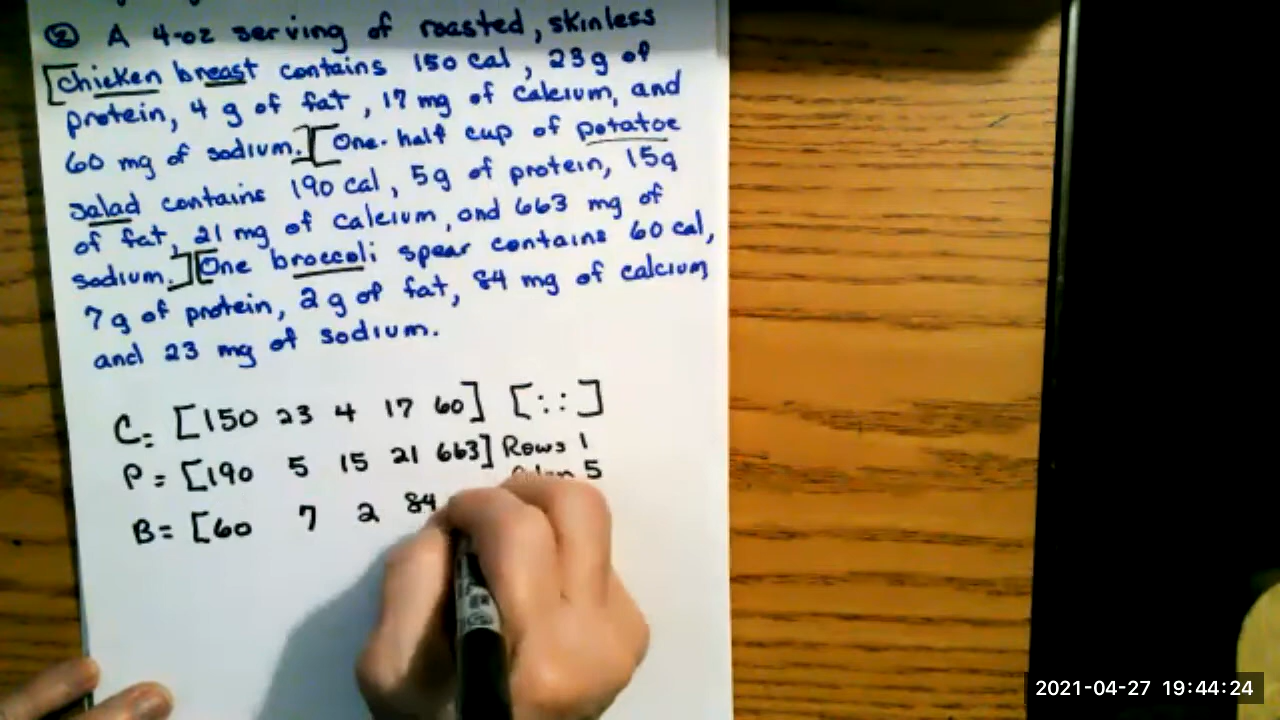 ② A 4-oz serving of roasted, skinless
[chicken breast contains 150 cal, 23g of
protein, 4 g of fat, 17 mg of calcium, and
60 mg of sodium.] [One-half cup of potatoe
salad contains 190 cal, 5g of protein, 15g
of fat, 21 mg of calcium, and 663 mg of
sodium.] [One broccoli spear contains 60 cal,
7g of protein, 2g of fat, 84 mg of calcium,
and 23 mg of sodium.
C= [150 23 4 17 60] [: :]
P = [190 5 15 21 663] Rows 1
5
B= [60 7 2 84
2021-04-27 19:44:24